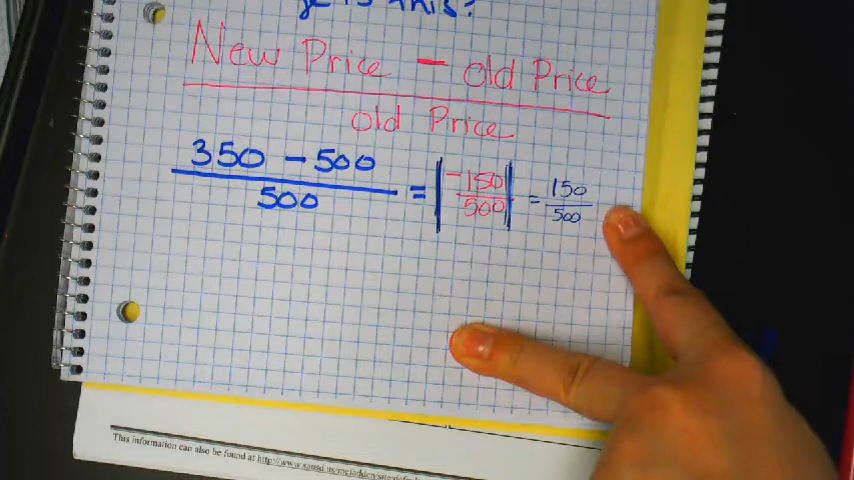 this?
New Price - old Price
old Price
350 - 500
500
= |-150/500| = 150/500
This information can also be found at